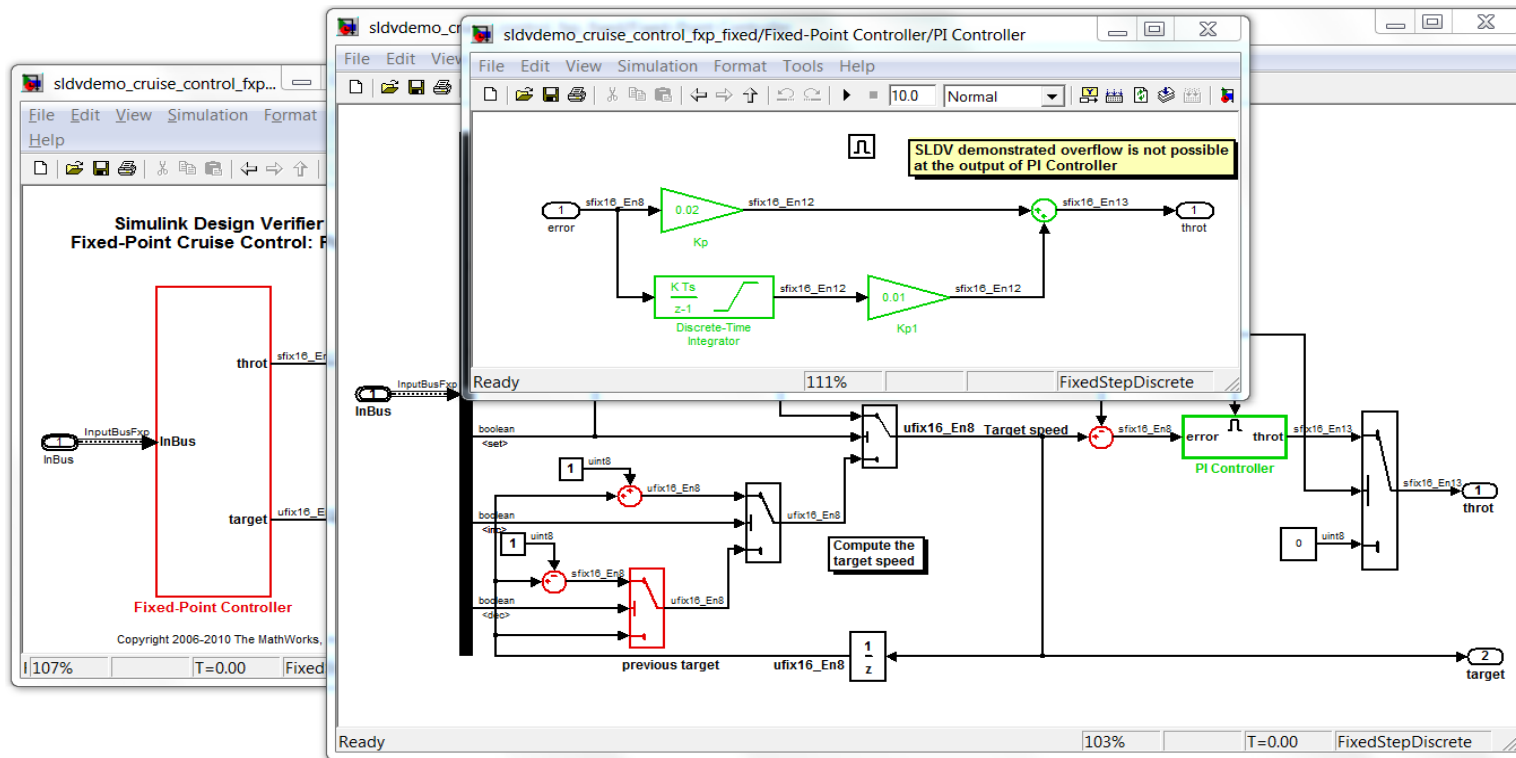 sldvdemo_cruise_control_fxp...
File Edit View Simulation Format
Help
Simulink Design Verifier
Fixed-Point Cruise Control:
throt
sfix16_
InputBusFxp
1
InBus
InBus
target
ufix16_E
Fixed-Point Controller
Copyright 2006-2010 The MathWorks,
107%
T=0.00
Fixed
sldvdemo_
File Edit View
InputBusFxp
1
InBus
boolean
<set>
1
uint8
ufix16_En8
boolean
1
uint8
sfix16_En8
boolean
<dec>
ufix16_En8
ufix16_En8
Compute the
target speed
ufix16_En8
Target speed
sfix16_En8
error
throt
PI Controller
sfix16_En13
0
uint8
sfix16_En13
1
throt
previous target
ufix16_En8
1
z
2
target
Ready
103%
T=0.00
FixedStepDiscrete
sldvdemo_cruise_control_fxp_fixed/Fixed-Point Controller/PI Controller
File Edit View Simulation Format Tools Help
10.0
Normal
SLDV demonstrated overflow is not possible
at the output of PI Controller
1
error
sfix16_En8
0.02
Kp
sfix16_En12
sfix16_En13
1
throt
K Ts
z-1
Discrete-Time
Integrator
sfix16_En12
0.01
Kp1
sfix16_En12
Ready
111%
FixedStepDiscrete